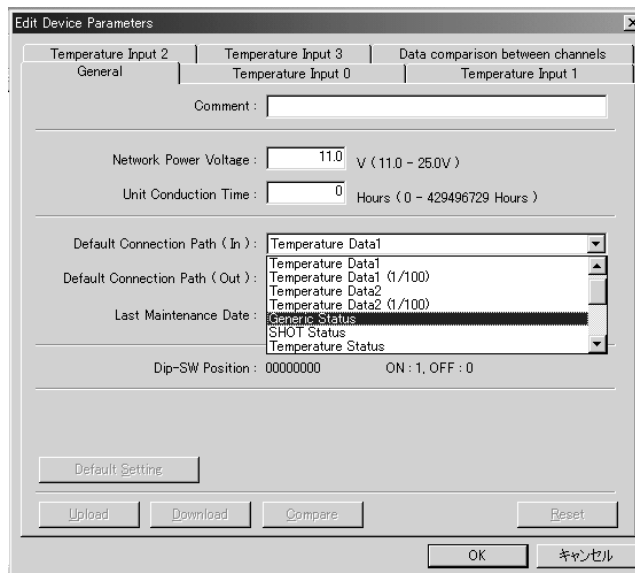 Edit Device Parameters
Temperature Input 2 Temperature Input 3 Data comparison between channels
General Temperature Input 0 Temperature Input 1
Comment :
Network Power Voltage : 11.0 V ( 11.0 - 25.0V )
Unit Conduction Time : 0 Hours ( 0 - 429496729 Hours )
Default Connection Path ( In ) : Temperature Data1
Temperature Data1
Default Connection Path ( Out ) : Temperature Data1 (1/100)
Temperature Data2
Temperature Data2 (1/100)
Last Maintenance Date : Generic Status
SHOT Status
Temperature Status
Dip-SW Position : 00000000 ON : 1, OFF : 0
Default Setting
Upload Download Compare Reset
OK キャンセル